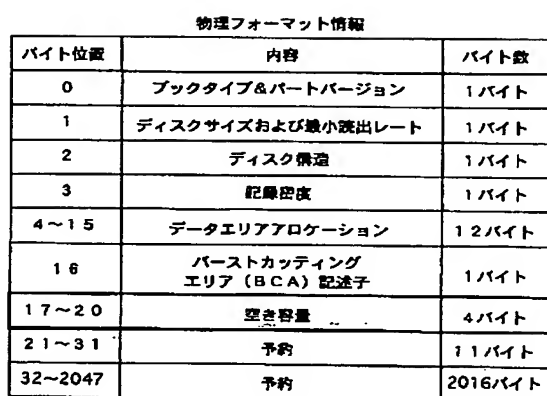 物理フォーマット情報
バイト位置 内容 バイト数
0 ブックタイプ&パートバージョン 1バイト
1 ディスクサイズおよび最小読出レート 1バイト
2 ディスク構造 1バイト
3 記録密度 1バイト
4~15 データエリアアロケーション 12バイト
16 バーストカッティング
エリア(BCA)記述子 1バイト
17~20 空き容量 4バイト
21~31 予約 11バイト
32~2047 予約 2016バイト